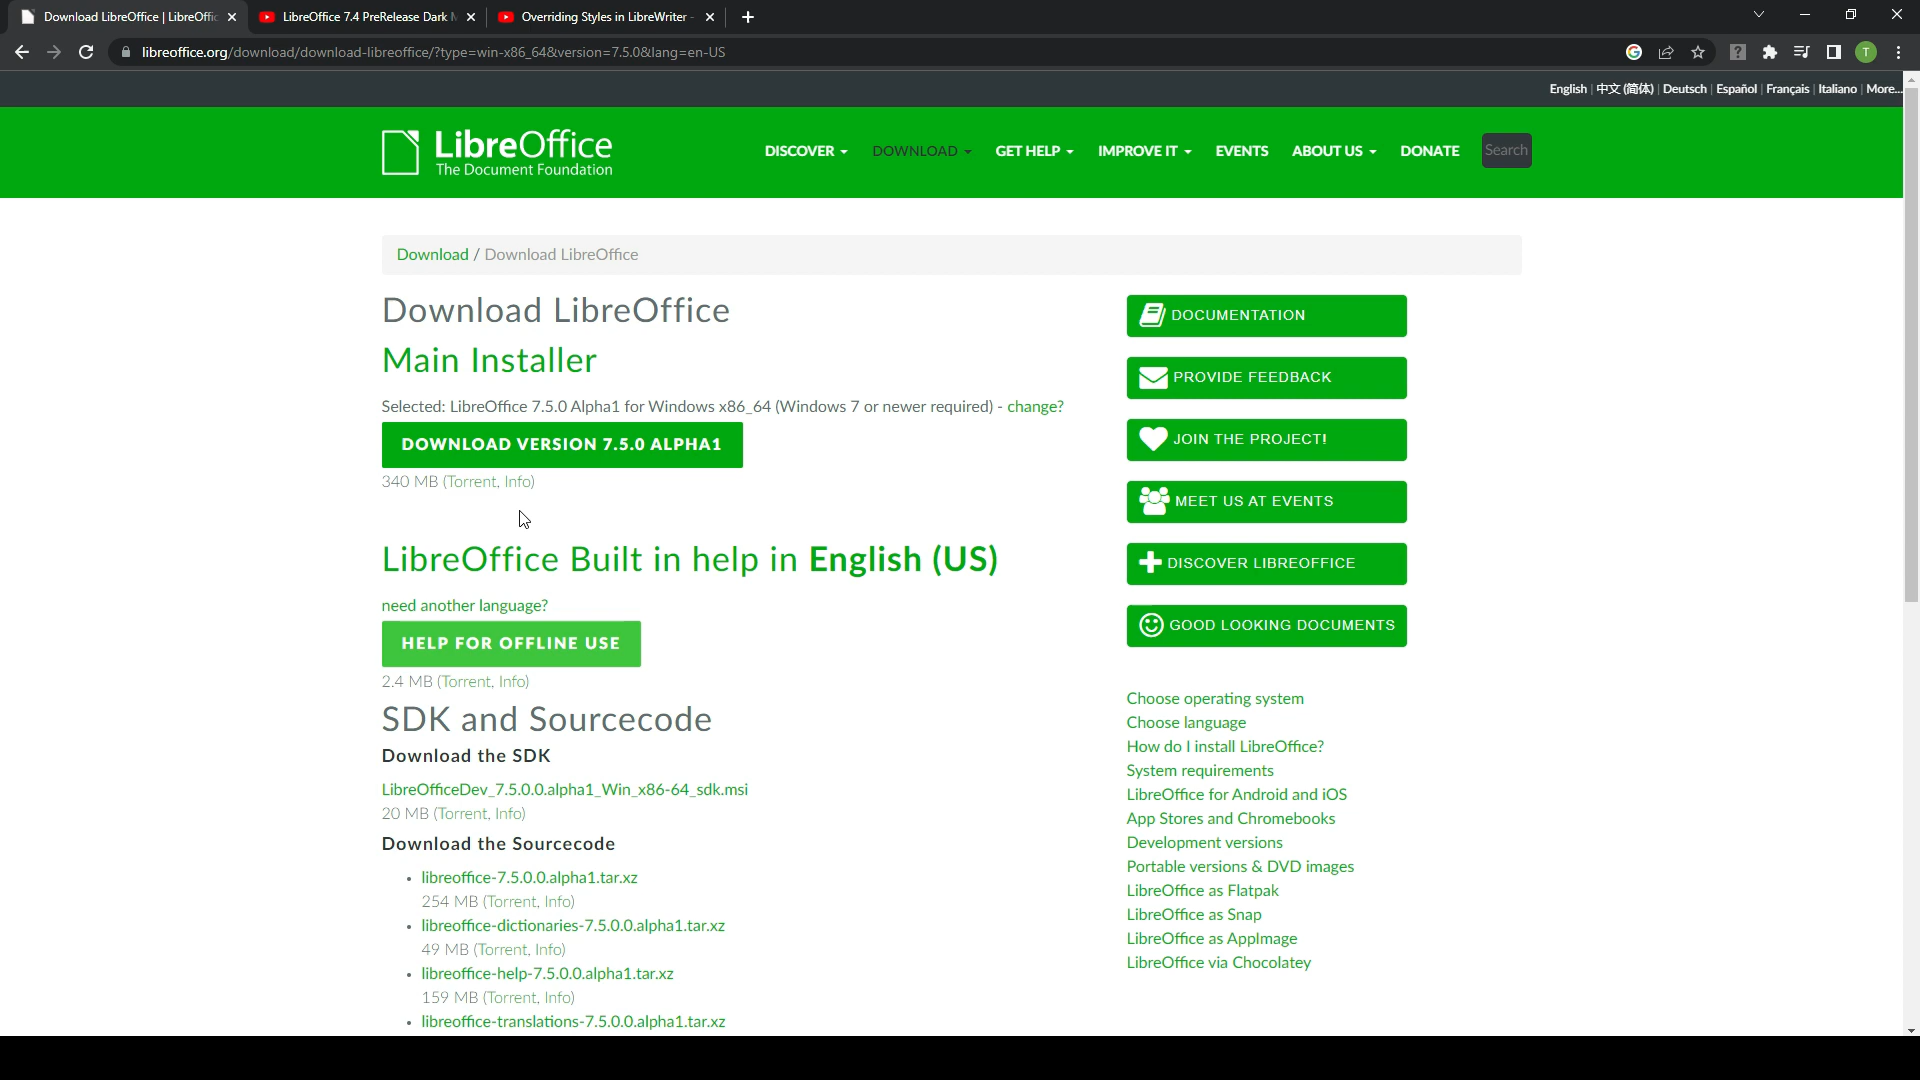 Download LibreOffice | LibreOffic
LibreOffice 7.4 PreRelease Dark M
Overriding Styles in LibreWriter -
libreoffice.org/download/download-libreoffice/?type=win-x86_64&version=7.5.0&lang=en-US
T
English | 中文 (简体) | Deutsch | Español | Français | Italiano | More...
LibreOffice
The Document Foundation
DISCOVER
DOWNLOAD
GET HELP
IMPROVE IT
EVENTS
ABOUT US
DONATE
Search
Download / Download LibreOffice
Download LibreOffice
Main Installer
Selected: LibreOffice 7.5.0 Alpha1 for Windows x86_64 (Windows 7 or newer required) - change?
DOWNLOAD VERSION 7.5.0 ALPHA1
340 MB (Torrent, Info)
LibreOffice Built in help in English (US)
need another language?
HELP FOR OFFLINE USE
2.4 MB (Torrent, Info)
SDK and Sourcecode
Download the SDK
LibreOfficeDev_7.5.0.0.alpha1_Win_x86-64_sdk.msi
20 MB (Torrent, Info)
Download the Sourcecode
• libreoffice-7.5.0.0.alpha1.tar.xz
254 MB (Torrent, Info)
• libreoffice-dictionaries-7.5.0.0.alpha1.tar.xz
49 MB (Torrent, Info)
• libreoffice-help-7.5.0.0.alpha1.tar.xz
159 MB (Torrent, Info)
• libreoffice-translations-7.5.0.0.alpha1.tar.xz
DOCUMENTATION
PROVIDE FEEDBACK
JOIN THE PROJECT!
MEET US AT EVENTS
DISCOVER LIBREOFFICE
GOOD LOOKING DOCUMENTS
Choose operating system
Choose language
How do I install LibreOffice?
System requirements
LibreOffice for Android and iOS
App Stores and Chromebooks
Development versions
Portable versions & DVD images
LibreOffice as Flatpak
LibreOffice as Snap
LibreOffice as AppImage
LibreOffice via Chocolatey